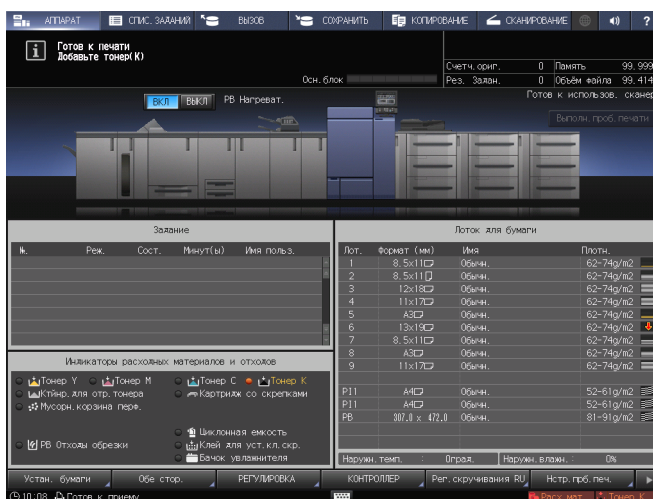 АППАРАТ СПИС. ЗАДАНИЙ ВЫЗОВ СОХРАНИТЬ КОПИРОВАНИЕ СКАНИРОВАНИЕ ?
Готов к печати
Добавьте тонер(K)
Счетч.ориг. 0 Память 99.999
Осн.блок Рез. Задан. 0 Объём файла 99.414
Готов к использов. сканер
ВКЛ ВЫКЛ PB Нагреват.
Выполн.проб.печати
Задание
№. Реж. Сост. Минут(ы) Имя польз.
Лоток для бумаги
Лот. Формат (мм) Имя Плотн.
1 8.5x11 Обычн. 62-74g/m2
2 8.5x11 Обычн. 62-74g/m2
3 12x18 Обычн. 62-74g/m2
4 11x17 Обычн. 62-74g/m2
5 A3 Обычн. 62-74g/m2
6 13x19 Обычн. 62-74g/m2
7 8.5x11 Обычн. 62-74g/m2
8 A3 Обычн. 62-74g/m2
9 11x17 Обычн. 62-74g/m2
PI1 A4 Обычн. 52-61g/m2
PI1 A4 Обычн. 52-61g/m2
PB 307.0 x 472.0 Обычн. 81-91g/m2
Наружн.темп. : 0град. Наружн.влажн. : 0%
Индикаторы расходных материалов и отходов
Тонер Y Тонер M Тонер C Тонер K
Ктйнр.для отр.тонера Картридж со скрепками
Мусорн.корзина перф.
Циклонная емкость
PB Отходы обрезки Клей для уст.кл.скр.
Бачок увлажнителя
Устан. бумаги Обе стор. РЕГУЛИРОВКА КОНТРОЛЛЕР Рег.скручивания RU Нстр.прб.печ.
10:08 Готов к приему Расх.мат. Тонер K